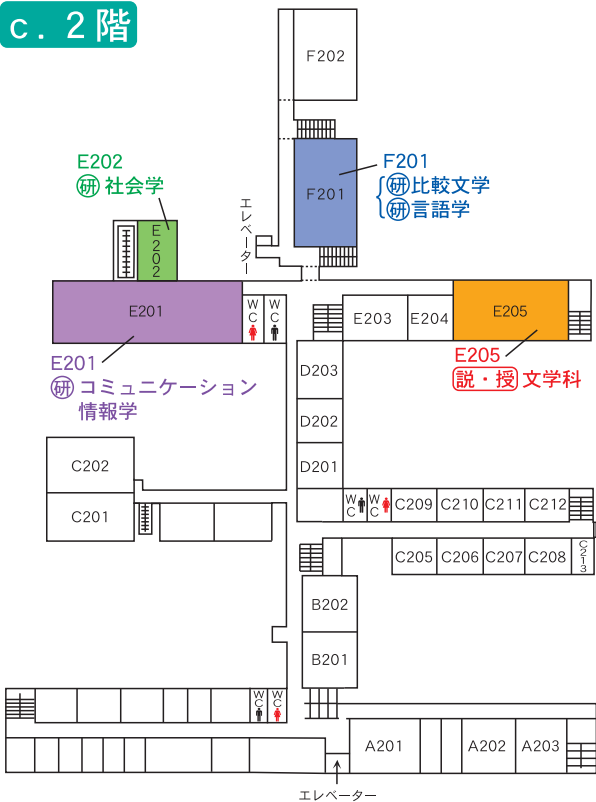 c．2階
F202
E202
研 社会学
F201
研 比較文学
研 言語学
F201
エレベーター
E202
E201
WC
WC
E203
E204
E205
E201
研 コミュニケーション
情報学
E205
説・授 文学科
D203
D202
D201
C202
C201
WC
WC
C209
C210
C211
C212
C205
C206
C207
C208
C213
B202
B201
WC
WC
A201
A202
A203
エレベーター